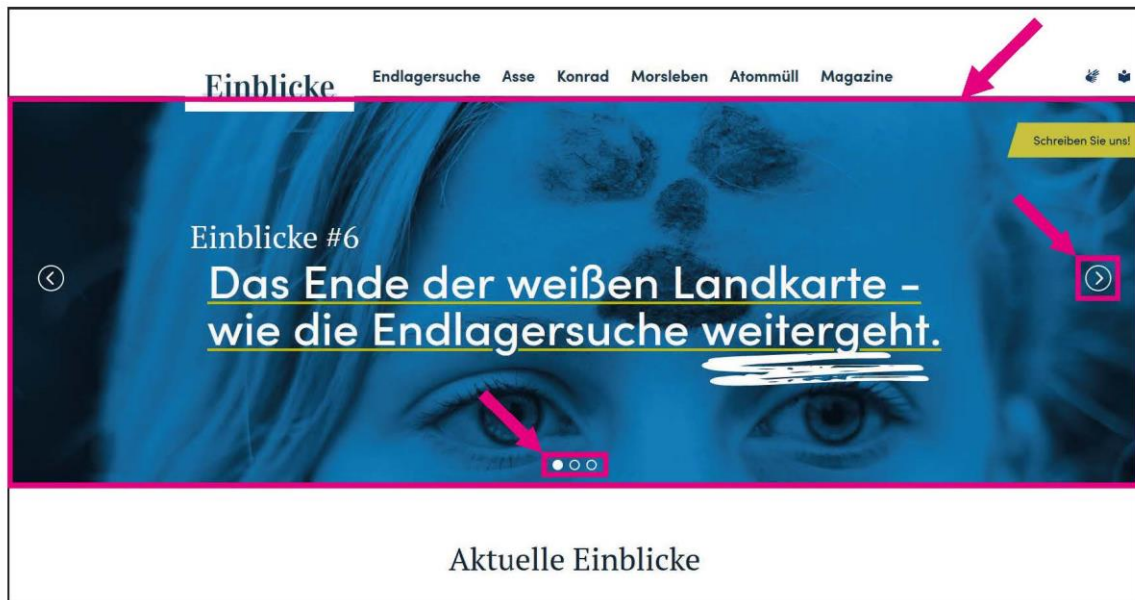 Einblicke
Endlagersuche Asse Konrad Morsleben Atommüll Magazine
Schreiben Sie uns!
Einblicke #6
Das Ende der weißen Landkarte –
wie die Endlagersuche weitergeht.
Aktuelle Einblicke